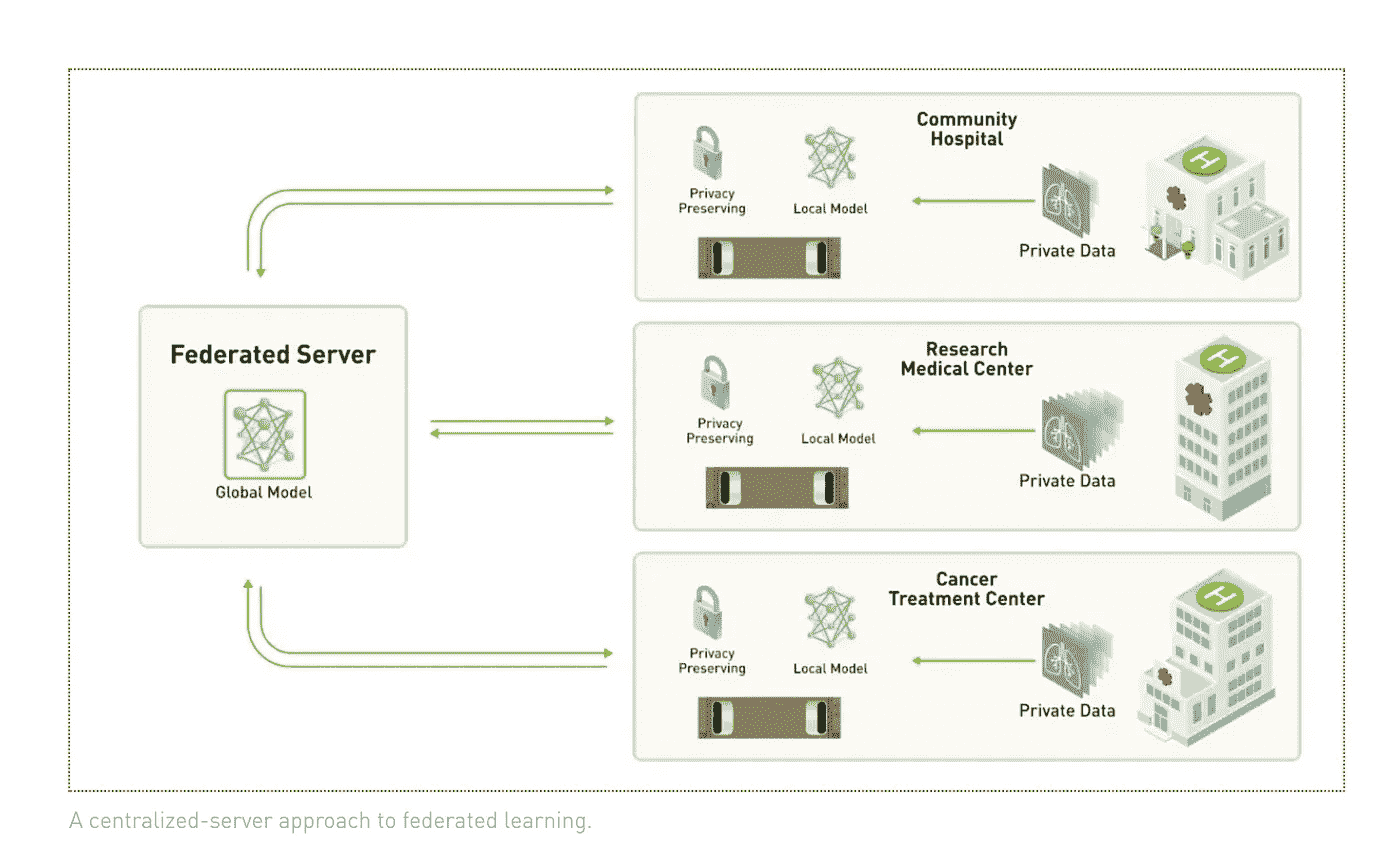 Community
Hospital
Privacy
Preserving
Local Model
Private Data
H
Federated Server
Global Model
Research
Medical Center
Privacy
Preserving
Local Model
Private Data
H
Cancer
Treatment Center
Privacy
Preserving
Local Model
Private Data
H
A centralized-server approach to federated learning.